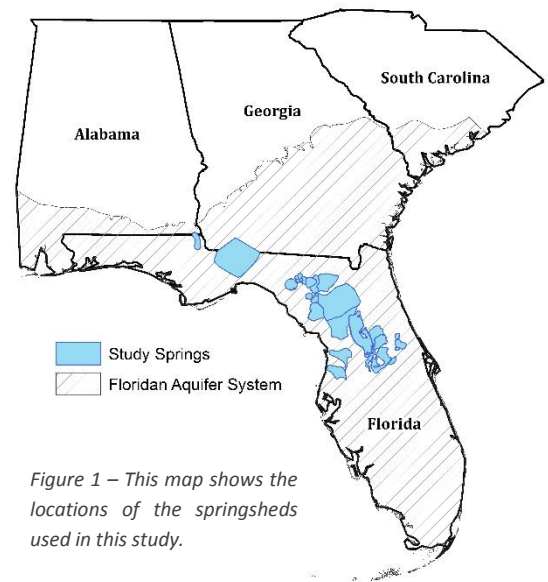 South Carolina
Georgia
Alabama
Study Springs
Floridan Aquifer System
Florida
Figure 1 – This map shows the
locations of the springsheds
used in this study.